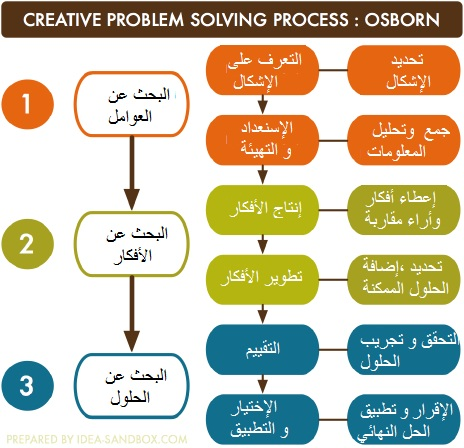 CREATIVE PROBLEM SOLVING PROCESS : OSBORN
1
البحث عن
العوامل
التعرف على
الإشكال
تحديد
الإشكال
الإستعداد
و التهيئة
جمع وتحليل
المعلومات
2
البحث عن
الأفكار
إنتاج الأفكار
إعطاء أفكار
وأراء مقاربة
تطوير الأفكار
تحديد ،إضافة
الحلول الممكنة
3
البحث عن
الحلول
التقييم
التحقق و تجريب
الحلول
الإختبار
و التطبيق
الإقرار و تطبيق
الحل النهائي
PREPARED BY IDEA-SANDBOX.COM